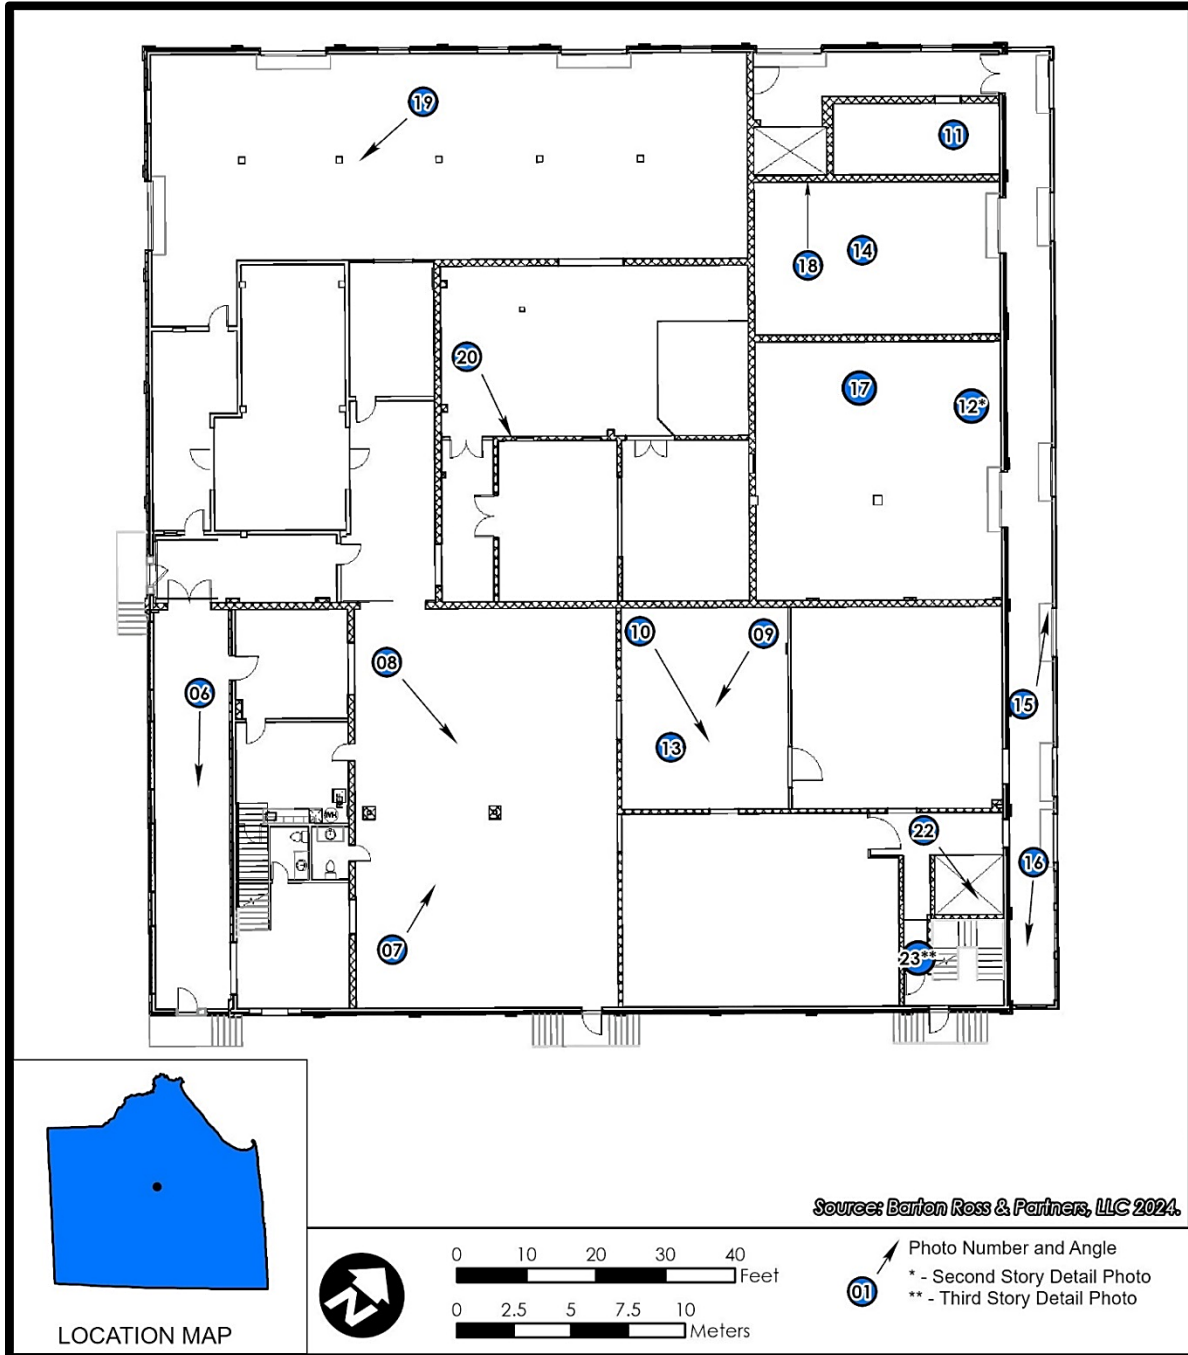 19
11
14
18
20
17
12*
10
09
08
06
15
13
22
16
07
23**
REF.
WH
Source: Barton Ross & Partners, LLC 2024.
LOCATION MAP
N
0 10 20 30 40
Feet
0 2.5 5 7.5 10
Meters
Photo Number and Angle
01
* - Second Story Detail Photo
** - Third Story Detail Photo